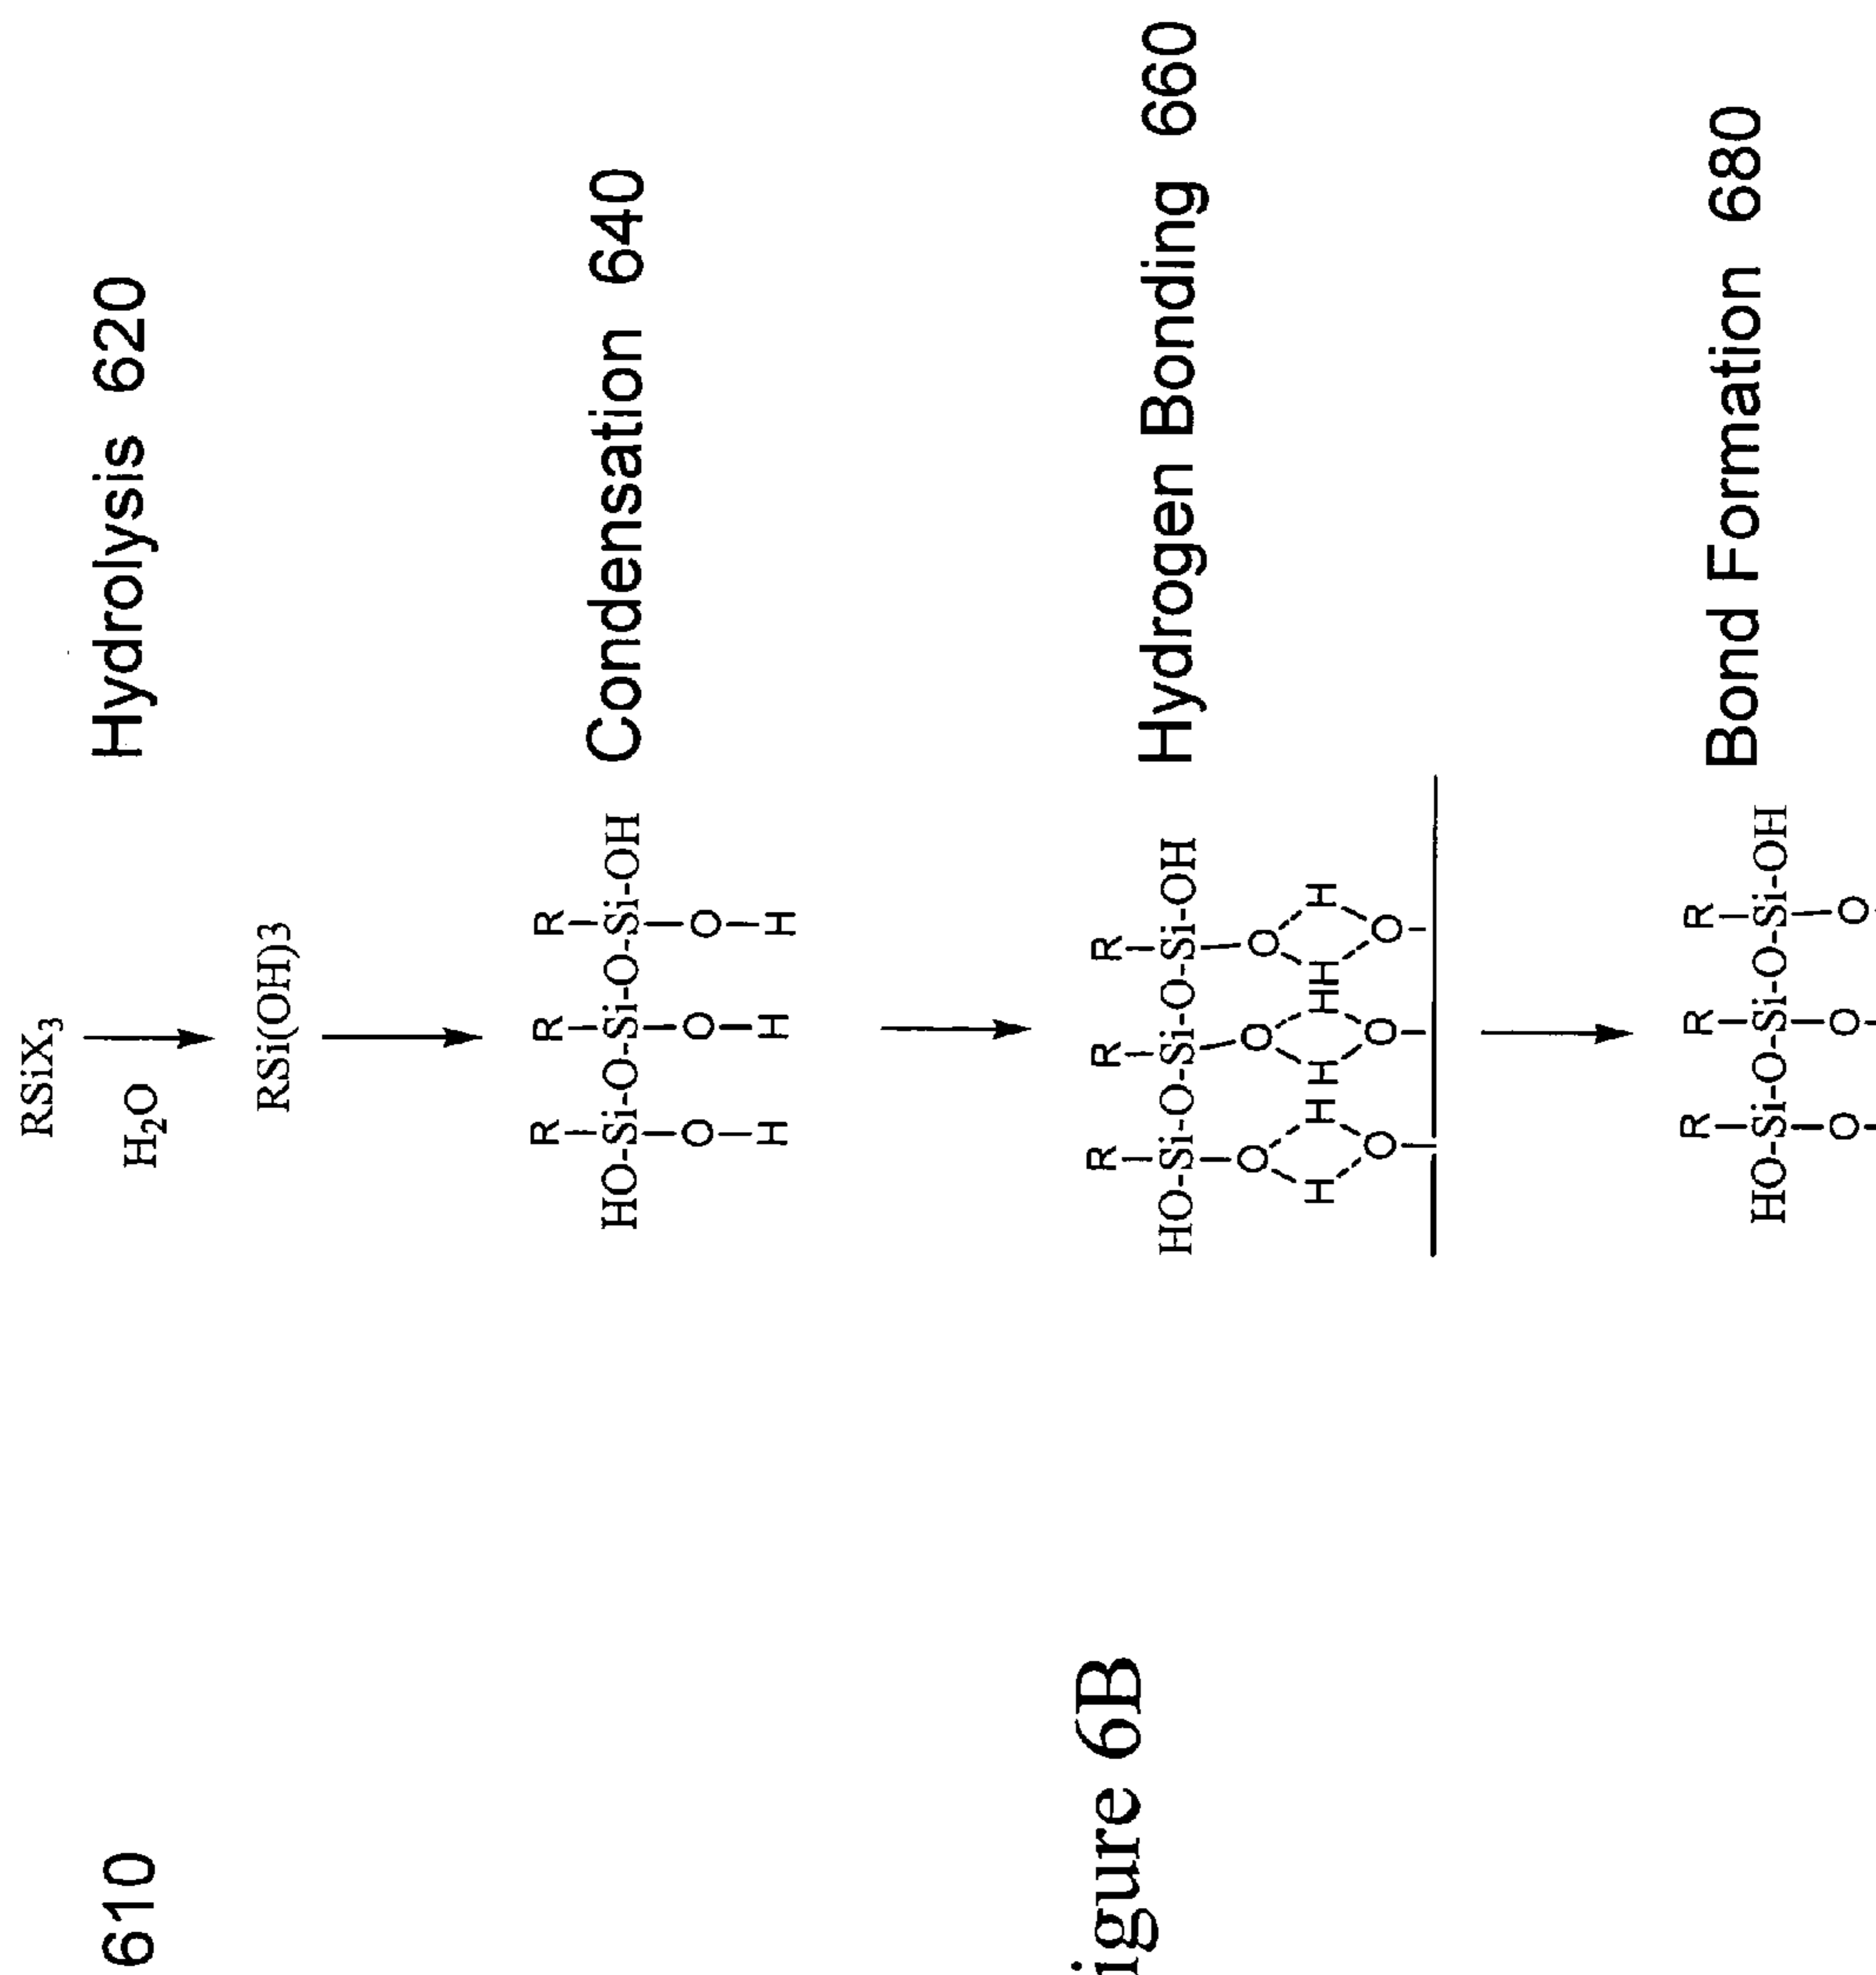 RSiX₃
610 H₂O Hydrolysis 620
RSi(OH)3
R R R
HO-Si-O-Si-O-Si-OH Condensation 640
O O O
H H H
R R R
igure 6B
HO-Si-O-Si-O-Si-OH Hydrogen Bonding 660
O O O
H H H H H H
O O O
R R R
HO-Si-O-Si-O-Si-OH Bond Formation 680
O O O